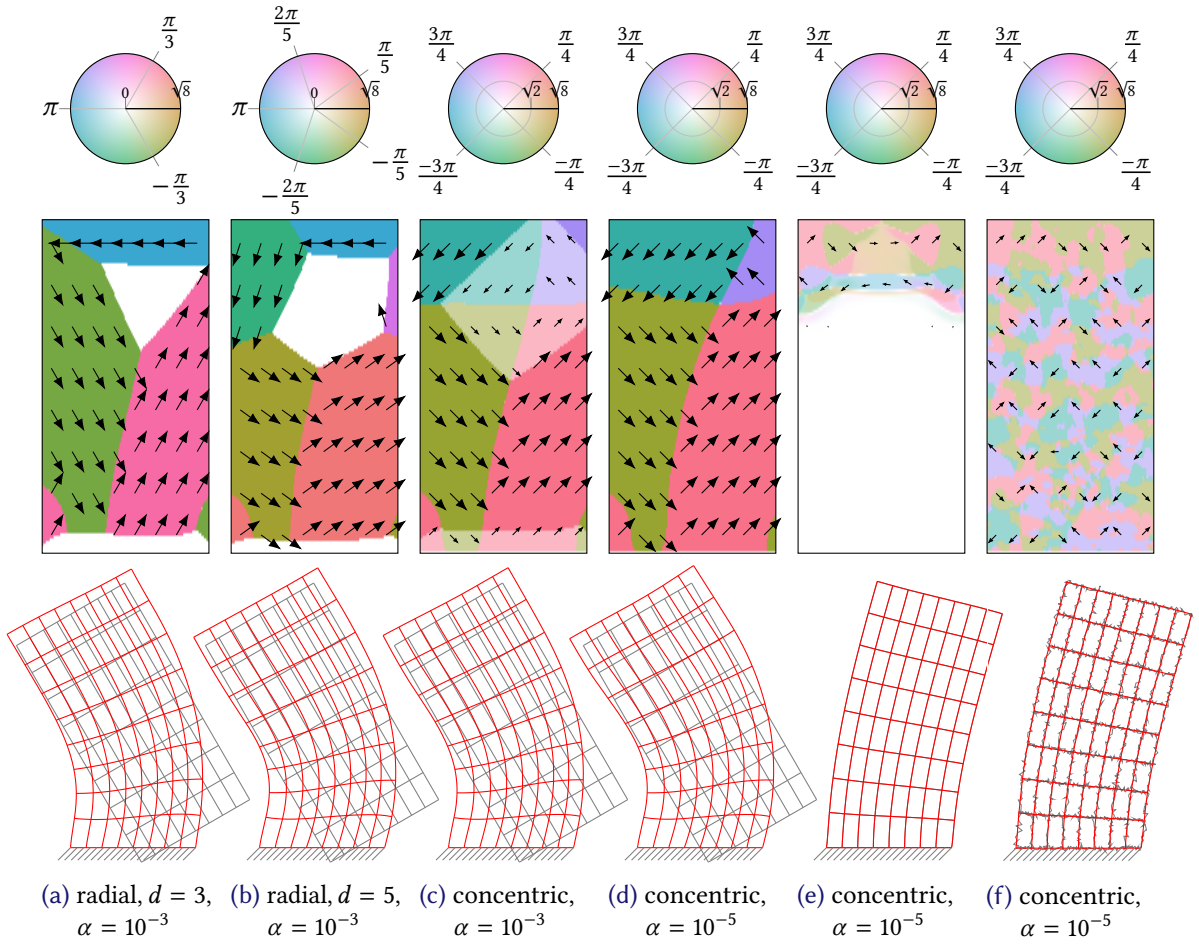 π/3
π
0
√8
−π/3
2π/5
π/5
π
0
√8
−π/5
−2π/5
3π/4
π/4
√2
√8
−3π/4
−π/4
3π/4
π/4
√2
√8
−3π/4
−π/4
3π/4
π/4
√2
√8
−3π/4
−π/4
3π/4
π/4
√2
√8
−3π/4
−π/4
(a) radial, d = 3,
α = 10⁻³
(b) radial, d = 5,
α = 10⁻³
(c) concentric,
α = 10⁻³
(d) concentric,
α = 10⁻⁵
(e) concentric,
α = 10⁻⁵
(f) concentric,
α = 10⁻⁵